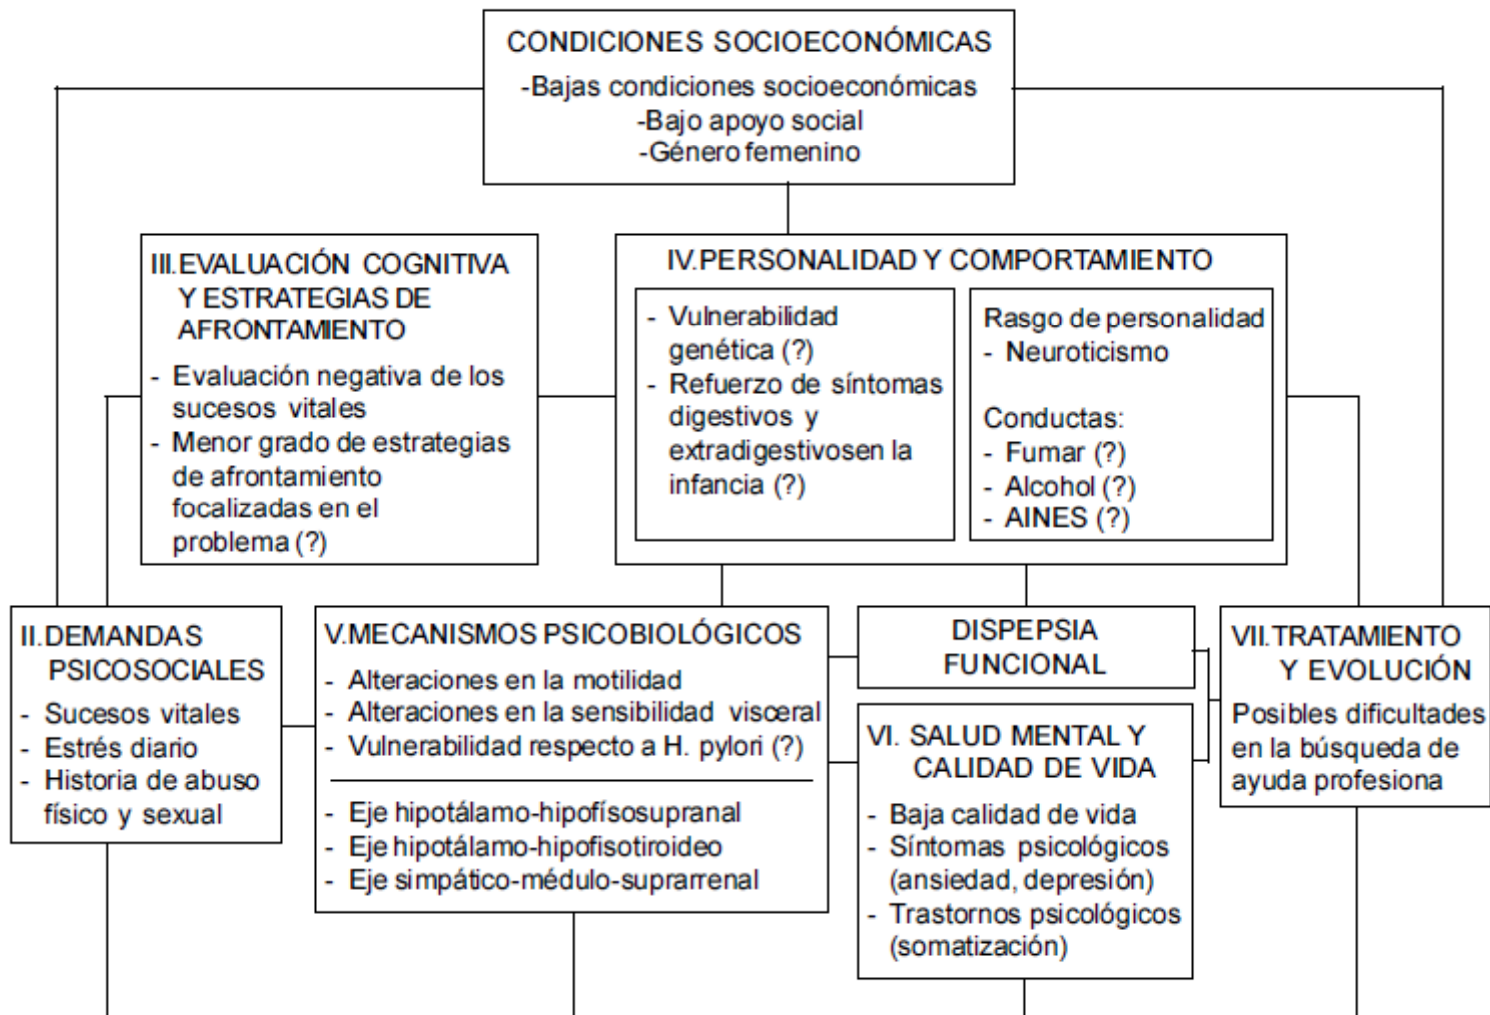 CONDICIONES SOCIOECONÓMICAS
-Bajas condiciones socioeconómicas
-Bajo apoyo social
-Género femenino
III.EVALUACIÓN COGNITIVA
Y ESTRATEGIAS DE
AFRONTAMIENTO
- Evaluación negativa de los
sucesos vitales
- Menor grado de estrategias
de afrontamiento
focalizadas en el
problema (?)
IV.PERSONALIDAD Y COMPORTAMIENTO
- Vulnerabilidad
genética (?)
- Refuerzo de síntomas
digestivos y
extradigestivosen la
infancia (?)
Rasgo de personalidad
- Neuroticismo
Conductas:
- Fumar (?)
- Alcohol (?)
- AINES (?)
II.DEMANDAS
PSICOSOCIALES
- Sucesos vitales
- Estrés diario
- Historia de abuso
físico y sexual
V.MECANISMOS PSICOBIOLÓGICOS
- Alteraciones en la motilidad
- Alteraciones en la sensibilidad visceral
- Vulnerabilidad respecto a H. pylori (?)
- Eje hipotálamo-hipofísosupranal
- Eje hipotálamo-hipofisotiroideo
- Eje simpático-médulo-suprarrenal
DISPEPSIA
FUNCIONAL
VI. SALUD MENTAL Y
CALIDAD DE VIDA
- Baja calidad de vida
- Síntomas psicológicos
(ansiedad, depresión)
- Trastornos psicológicos
(somatización)
VII.TRATAMIENTO
Y EVOLUCIÓN
Posibles dificultades
en la búsqueda de
ayuda profesiona